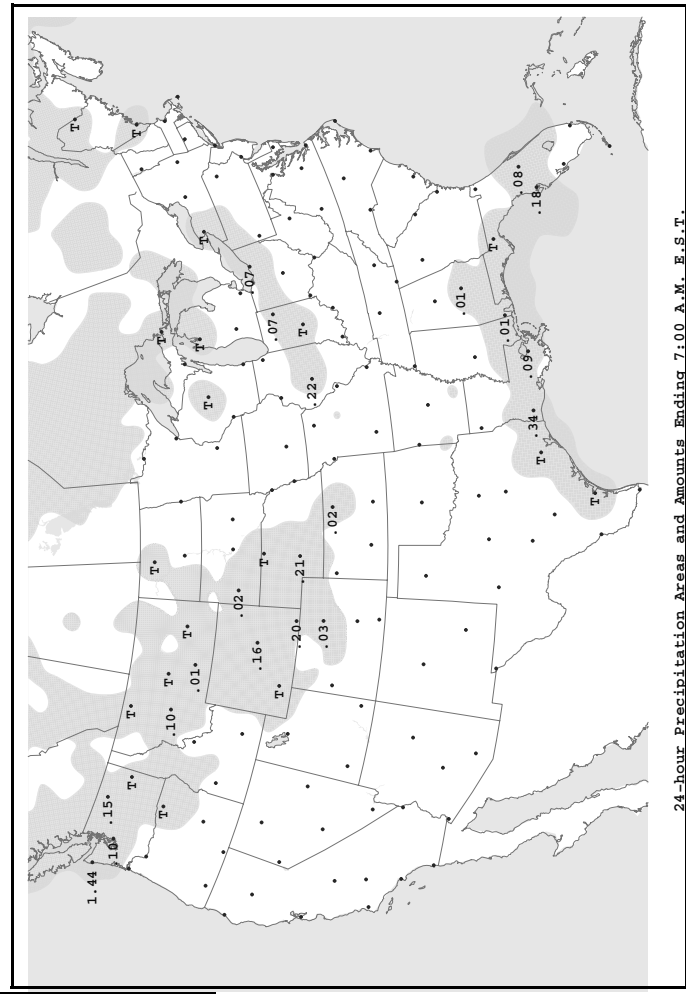 T
1.44
.15
.10
T
T
T
T
T
T
T
.10
T
.01
T
T
T
.02
.07
.16
T
.07
T
.20
.21
T
.22
.03
.02
.01
T
.01
.08
.09
.34
.18
T
T
24-hour Precipitation Areas and Amounts Ending 7:00 A.M. E.S.T.